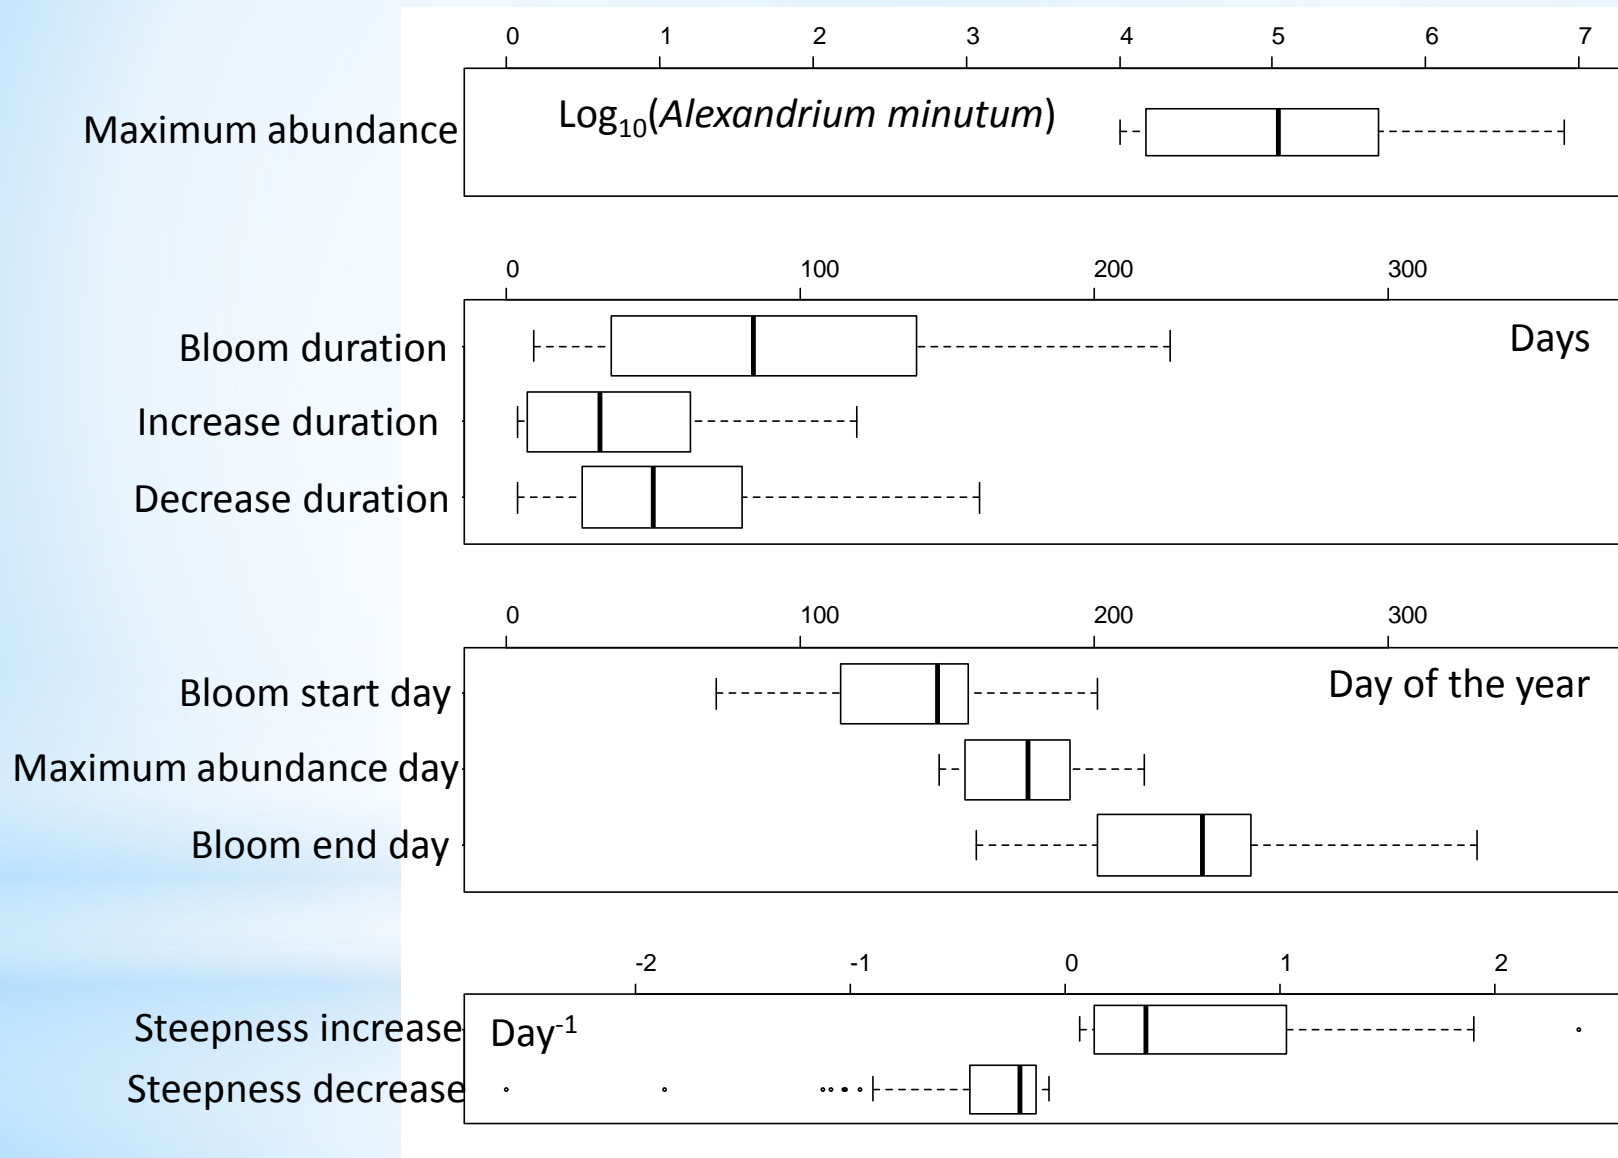 0 1 2 3 4 5 6 7
Maximum abundance Log10(Alexandrium minutum)
0 100 200 300
Bloom duration Days
Increase duration
Decrease duration
0 100 200 300
Bloom start day Day of the year
Maximum abundance day
Bloom end day
-2 -1 0 1 2
Steepness increase Day-1
Steepness decrease